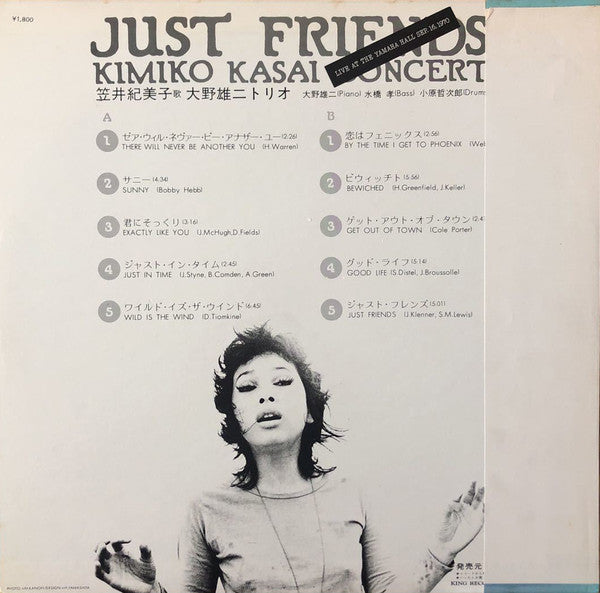 ¥1,800
JUST FRIENDS
LIVE AT THE YAMAHA HALL SEP. 16, 1970
KIMIKO KASAI CONCERT
笠井紀美子歌 大野雄二トリオ 大野雄二(Piano) 水橋 孝(Bass) 小原哲次郎(Drums
A
1 ゼア・ウィル・ネヴァー・ビー・アナザー・ユー(2:26)
THERE WILL NEVER BE ANOTHER YOU (H.Warren)
2 サニー(4:34)
SUNNY (Bobby Hebb)
3 君にそっくり(3:16)
EXACTLY LIKE YOU (J.McHugh,D.Fields)
4 ジャスト・イン・タイム(2:45)
JUST IN TIME (J.Styne, B.Comden, A.Green)
5 ワイルド・イズ・ザ・ウインド(6:45)
WILD IS THE WIND (D.Tiomkine)
B
1 恋はフェニックス(2:56)
BY THE TIME I GET TO PHOENIX (Web
2 ビウィッチト(5:56)
BEWICHED (H.Greenfield, J.Keller)
3 ゲット・アウト・オブ・タウン(2:4
GET OUT OF TOWN (Cole Porter)
4 グッド・ライフ(5:14)
GOOD LIFE (S.Distel, J.Broussolle)
5 ジャスト・フレンズ(5:01)
JUST FRIENDS (J.Klenner, S.M.Lewis)
発売元
KING RECO